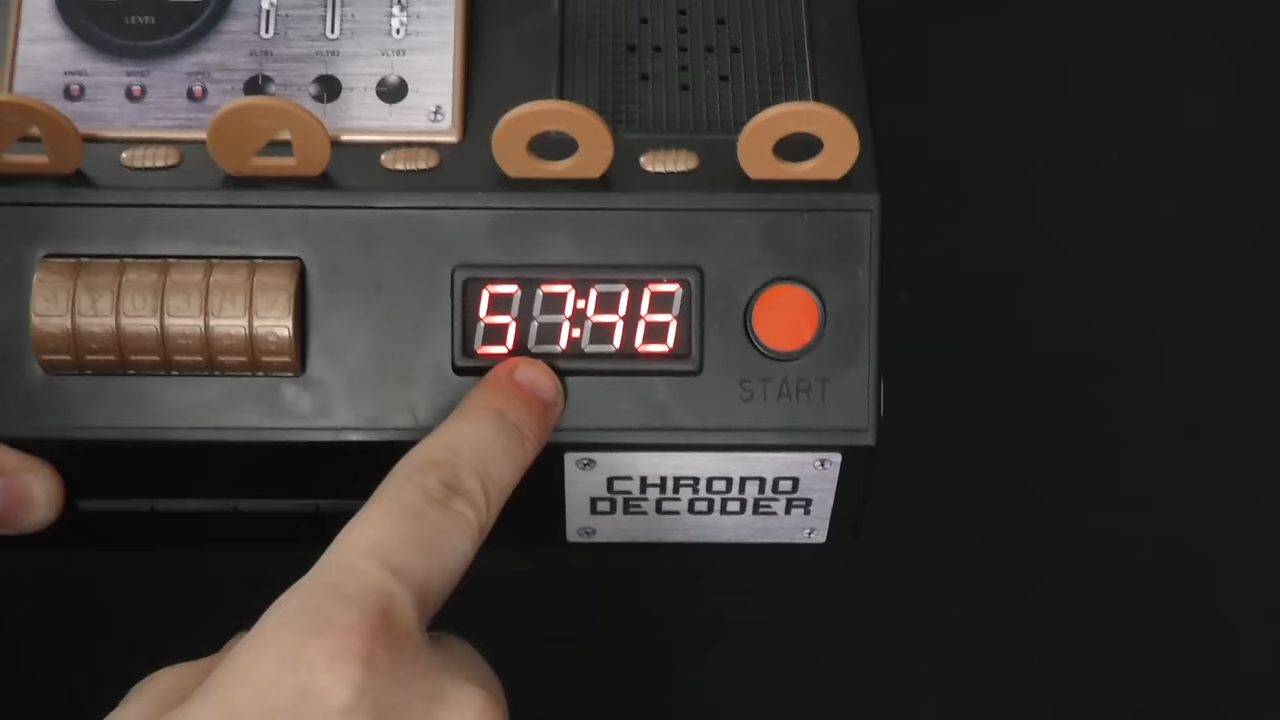 LEVEL
VLT01 VLT02 VLT03
57:46
START
CHRONO
DECODER